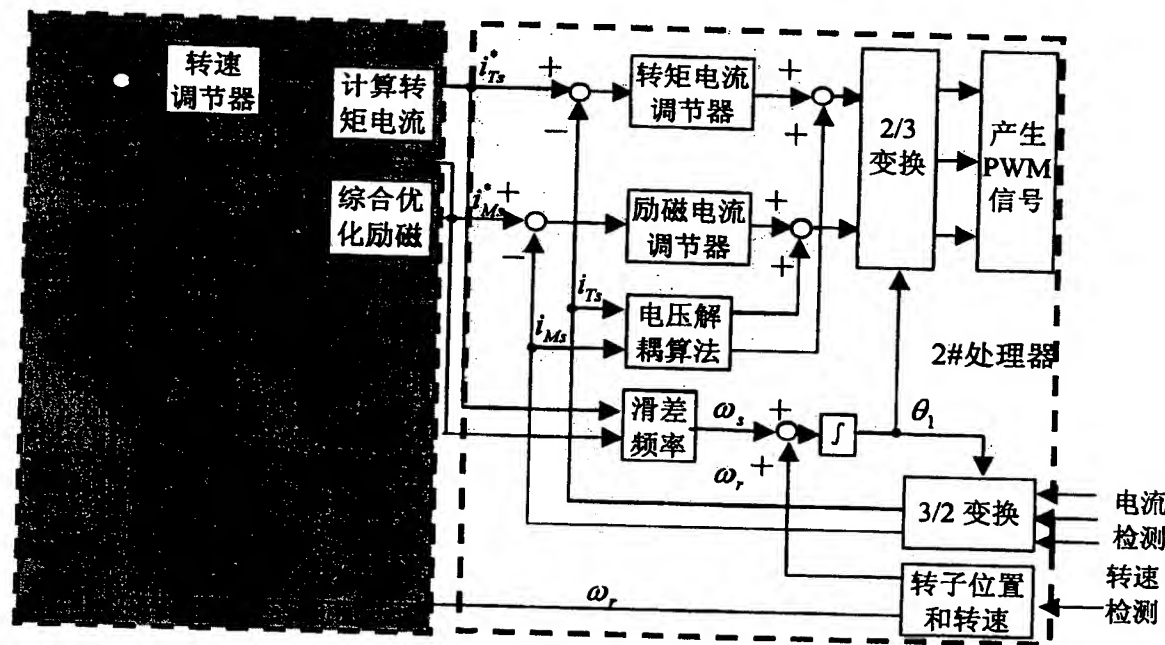 转速
调节器
计算转
矩电流
综合优
化励磁
i*Ts
+
−
转矩电流
调节器
+
+
2/3
变换
产生
PWM
信号
i*Ms
+
−
励磁电流
调节器
+
+
iTs
iMs
电压解
耦算法
2#处理器
滑差
频率
ωs
+
+
ωr
∫
θ1
3/2 变换
电流
检测
转子位置
和转速
转速
检测
ωr